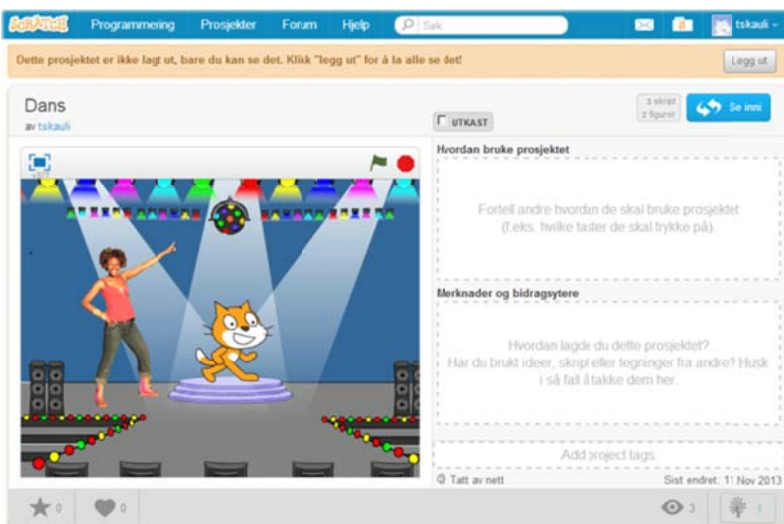 SCRATCH Programmering Prosjekter Forum Hjelp Søk tskauli
Dette prosjektet er ikke lagt ut, bare du kan se det. Klikk "legg ut" for å la alle se det! Legg ut
Dans
av tskauli
UTKAST
3 skript
2 figurer
Se inni
Hvordan bruke prosjektet
Fortell andre hvordan de skal bruke prosjektet
(f.eks. hvilke taster de skal trykke på).
Merknader og bidragsytere
Hvordan lagde du dette prosjektet?
Har du brukt ideer, skript eller tegninger fra andre? Husk
i så fall å takke dem her.
Add project tags.
Tatt av nett Sist endret: 11 Nov 2013
0 0 3 1